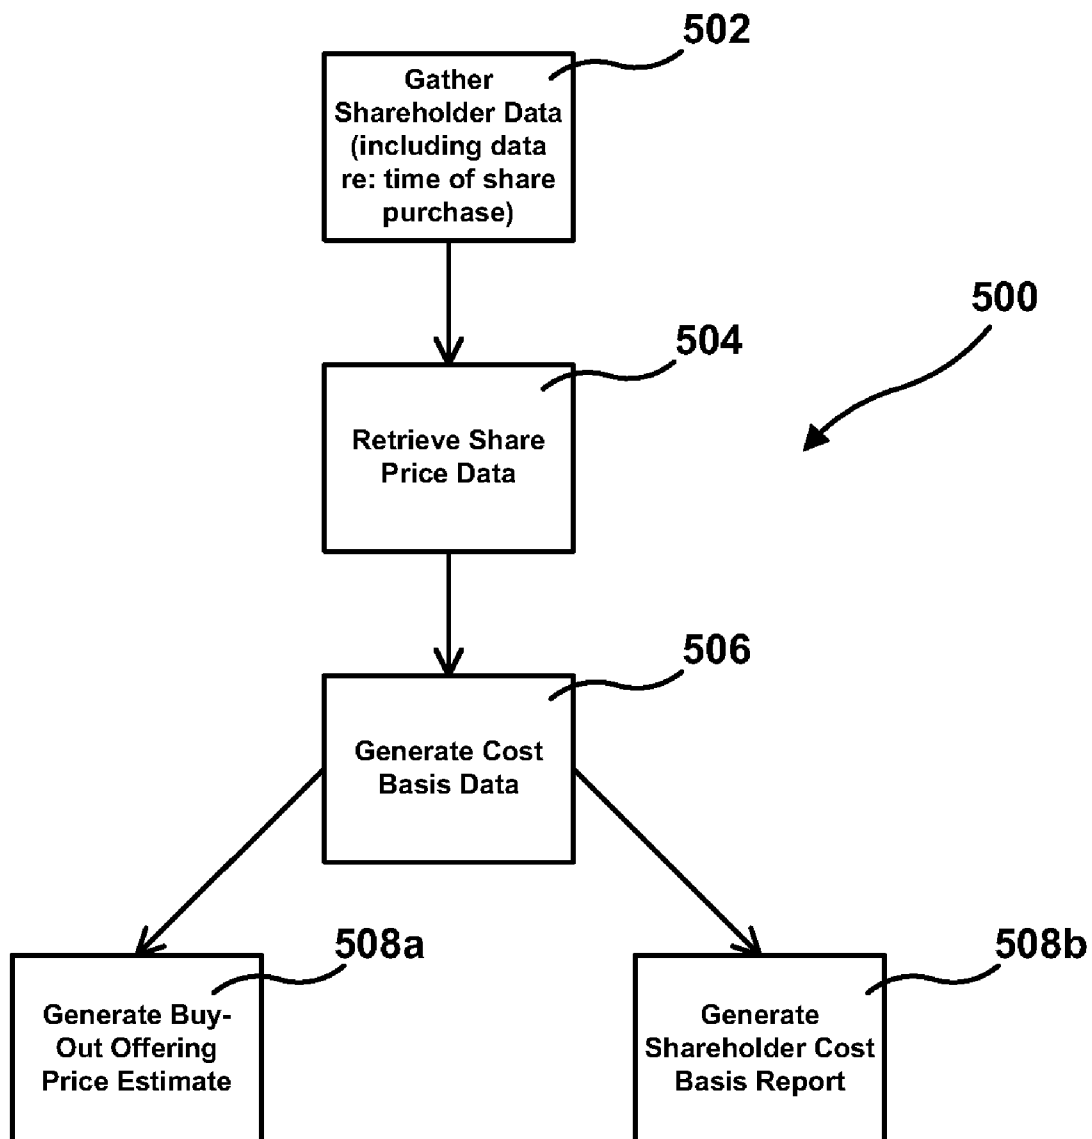 502
Gather
Shareholder Data
(including data
re: time of share
purchase)
500
504
Retrieve Share
Price Data
506
Generate Cost
Basis Data
508a
508b
Generate Buy-
Out Offering
Price Estimate
Generate
Shareholder Cost
Basis Report